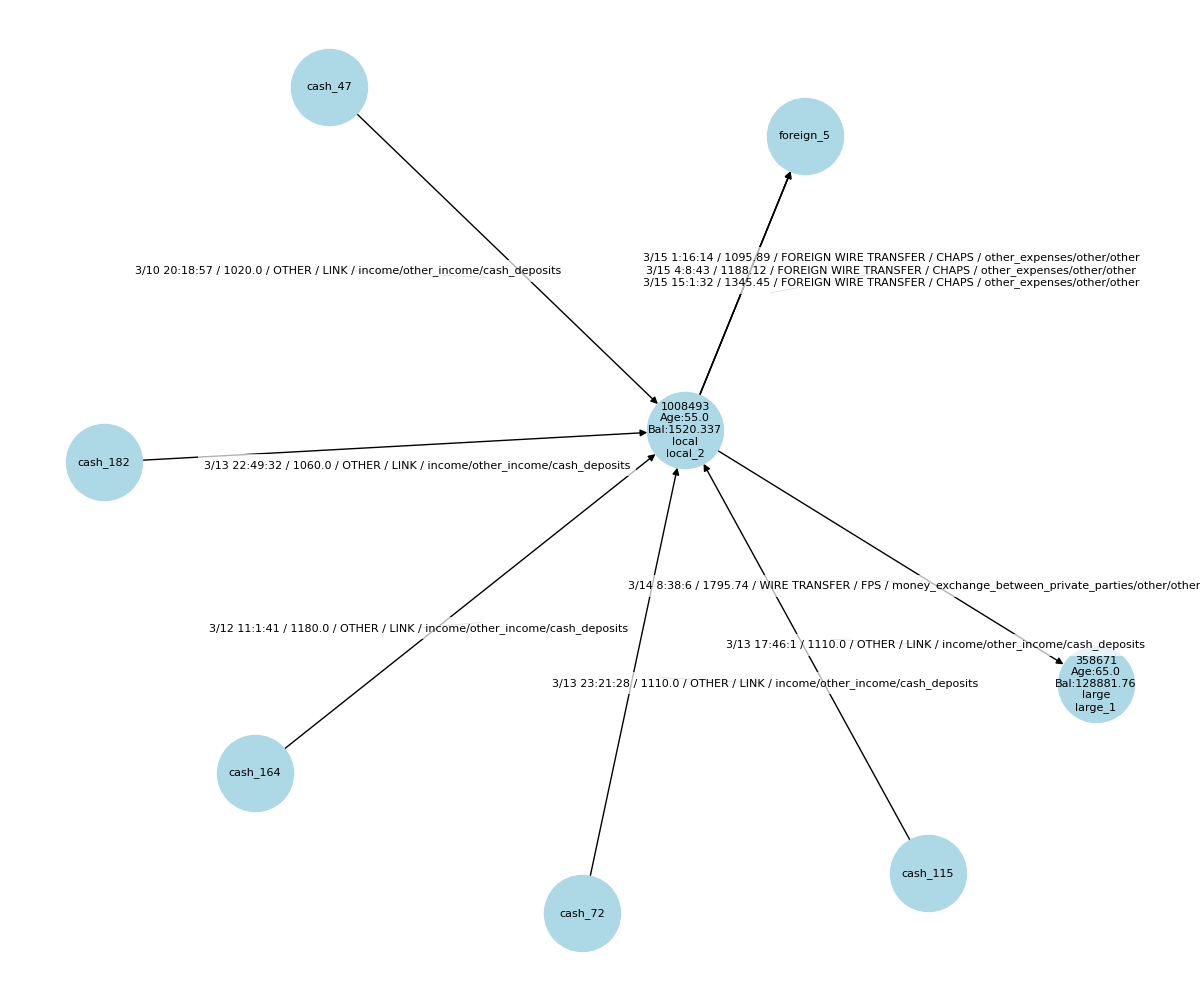 cash_47
foreign_5
3/15 1:16:14 / 1095.89 / FOREIGN WIRE TRANSFER / CHAPS / other_expenses/other/other
3/15 4:8:43 / 1188.12 / FOREIGN WIRE TRANSFER / CHAPS / other_expenses/other/other
3/15 15:1:32 / 1345.45 / FOREIGN WIRE TRANSFER / CHAPS / other_expenses/other/other
3/10 20:18:57 / 1020.0 / OTHER / LINK / income/other_income/cash_deposits
1008493
Age:55.0
Bal:1520.337
local
local_2
cash_182
3/13 22:49:32 / 1060.0 / OTHER / LINK / income/other_income/cash_deposits
3/14 8:38:6 / 1795.74 / WIRE TRANSFER / FPS / money_exchange_between_private_parties/other/other
3/12 11:1:41 / 1180.0 / OTHER / LINK / income/other_income/cash_deposits
3/13 17:46:1 / 1110.0 / OTHER / LINK / income/other_income/cash_deposits
3/13 23:21:28 / 1110.0 / OTHER / LINK / income/other_income/cash_deposits
358671
Age:65.0
Bal:128881.76
large
large_1
cash_164
cash_115
cash_72